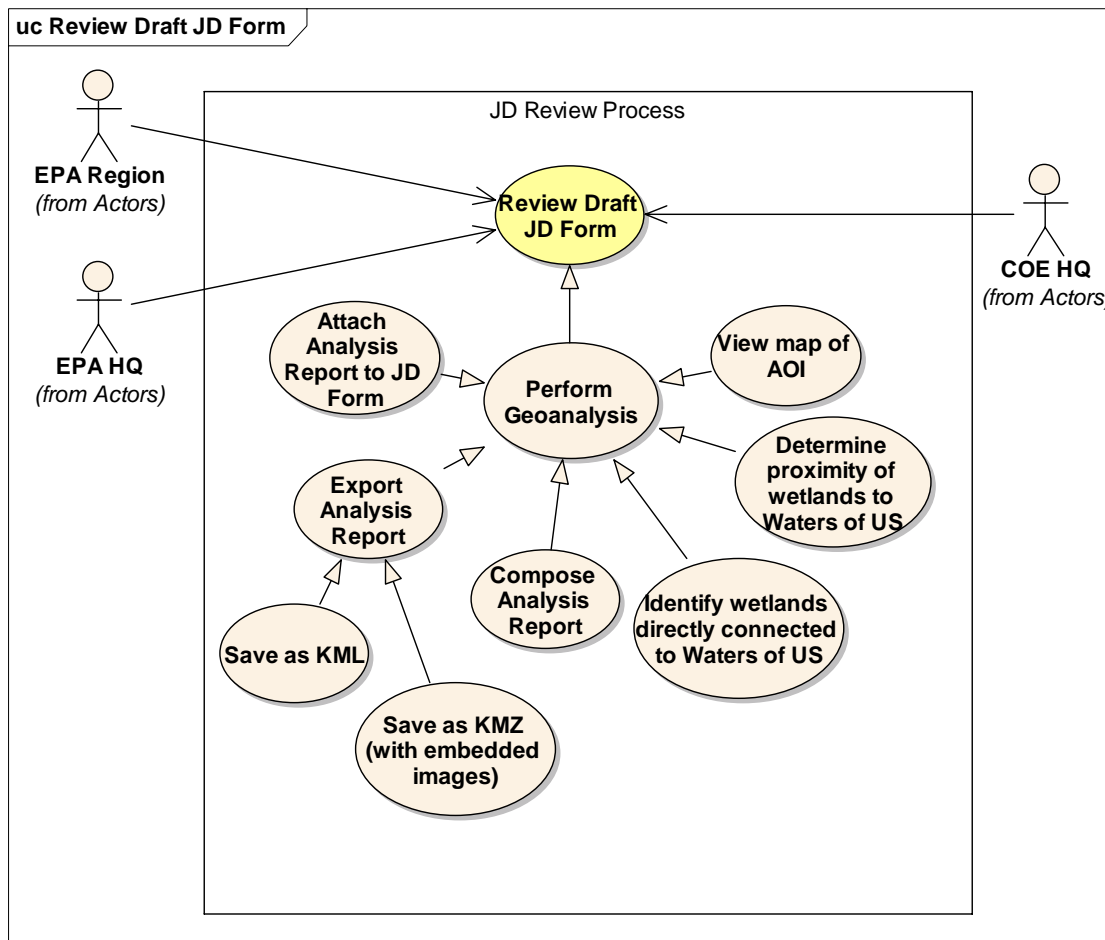 uc Review Draft JD Form
JD Review Process
EPA Region
(from Actors)
Review Draft
JD Form
COE HQ
(from Actors)
EPA HQ
(from Actors)
Attach
Analysis
Report to JD
Form
View map of
AOI
Perform
Geoanalysis
Determine
proximity of
wetlands to
Waters of US
Export
Analysis
Report
Compose
Analysis
Report
Identify wetlands
directly connected
to Waters of US
Save as KML
Save as KMZ
(with embedded
images)